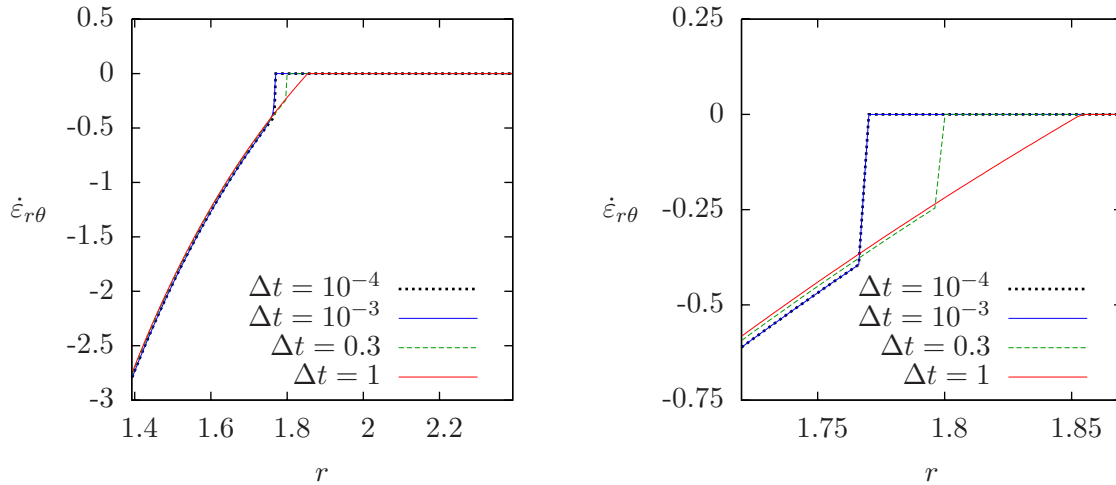 0.5
0
-0.5
-1
-1.5
-2
-2.5
-3
1.4 1.6 1.8 2 2.2
ε̇rθ
r
Δt = 10⁻⁴
Δt = 10⁻³
Δt = 0.3
Δt = 1
0.25
0
-0.25
-0.5
-0.75
1.75 1.8 1.85
ε̇rθ
r
Δt = 10⁻⁴
Δt = 10⁻³
Δt = 0.3
Δt = 1